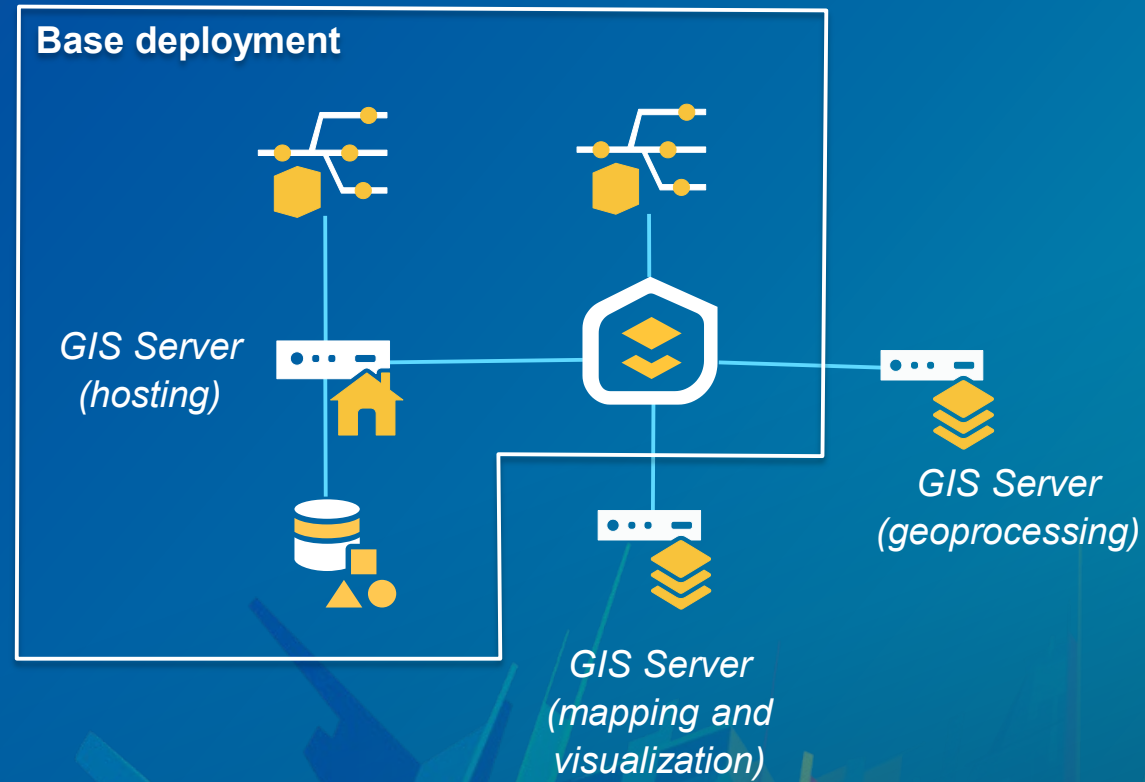 Base deployment
GIS Server
(hosting)
GIS Server
(geoprocessing)
GIS Server
(mapping and
visualization)